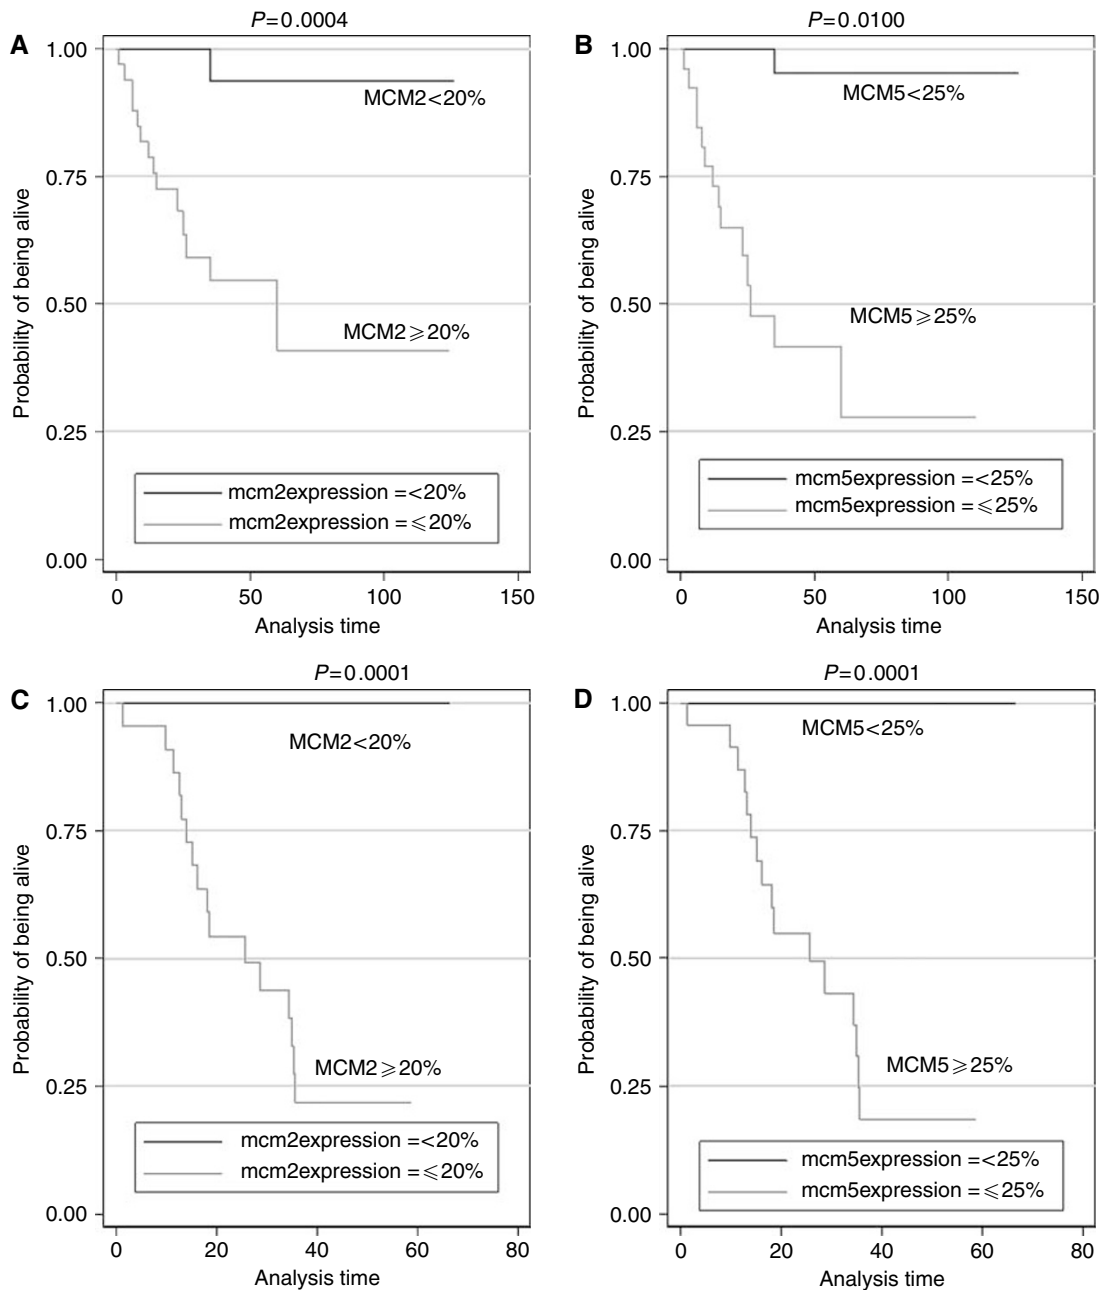 P=0.0004
A
1.00
0.75
0.50
0.25
0.00
Probability of being alive
MCM2<20%
MCM2⩾20%
mcm2expression =<20%
mcm2expression =⩽20%
0 50 100 150
Analysis time
P=0.0100
B
1.00
0.75
0.50
0.25
0.00
Probability of being alive
MCM5<25%
MCM5⩾25%
mcm5expression =<25%
mcm5expression =⩽25%
0 50 100 150
Analysis time
P=0.0001
C
1.00
0.75
0.50
0.25
0.00
Probability of being alive
MCM2<20%
MCM2⩾20%
mcm2expression =<20%
mcm2expression =⩽20%
0 20 40 60 80
Analysis time
P=0.0001
D
1.00
0.75
0.50
0.25
0.00
Probability of being alive
MCM5<25%
MCM5⩾25%
mcm5expression =<25%
mcm5expression =⩽25%
0 20 40 60 80
Analysis time